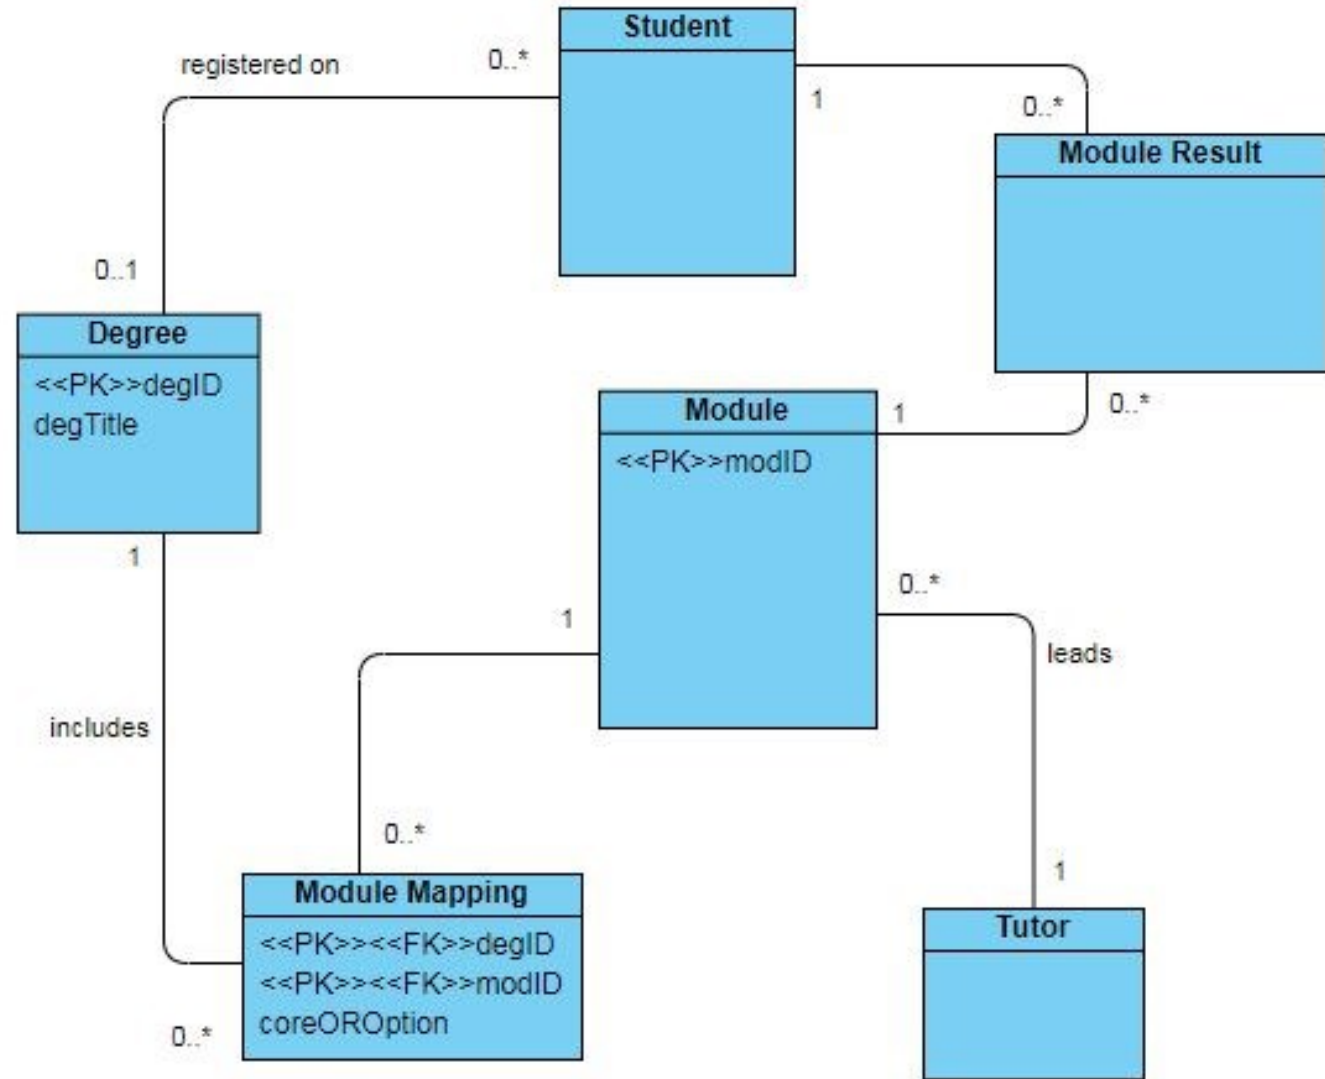 Student
registered on
0..*
1
0..*
Module Result
0..1
Degree
<<PK>>degID
degTitle
1
Module
<<PK>>modID
1
0..*
0..*
1
leads
includes
0..*
1
Module Mapping
<<PK>><<FK>>degID
<<PK>><<FK>>modID
coreOROption
0..*
Tutor